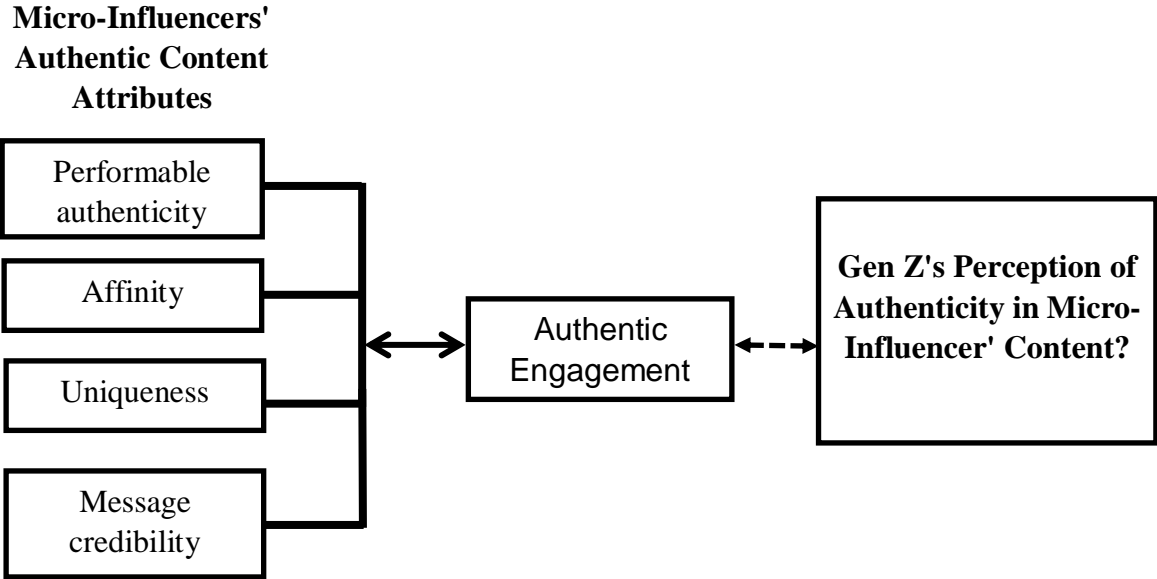 Micro-Influencers'
Authentic Content
Attributes
Performable
authenticity
Affinity
Uniqueness
Message
credibility
Authentic
Engagement
Gen Z's Perception of
Authenticity in Micro-
Influencer' Content?